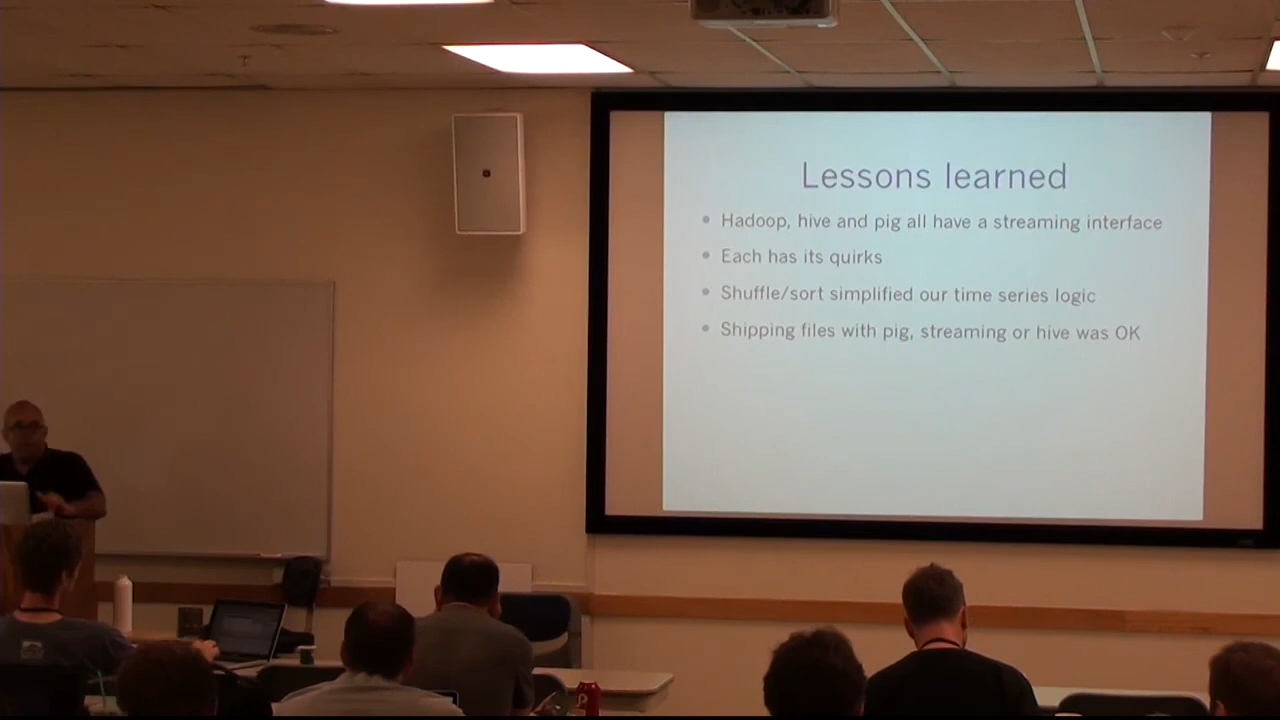 Lessons learned
Hadoop, hive and pig all have a streaming interface
Each has its quirks
Shuffle/sort simplified our time series logic
Shipping files with pig, streaming or hive was OK